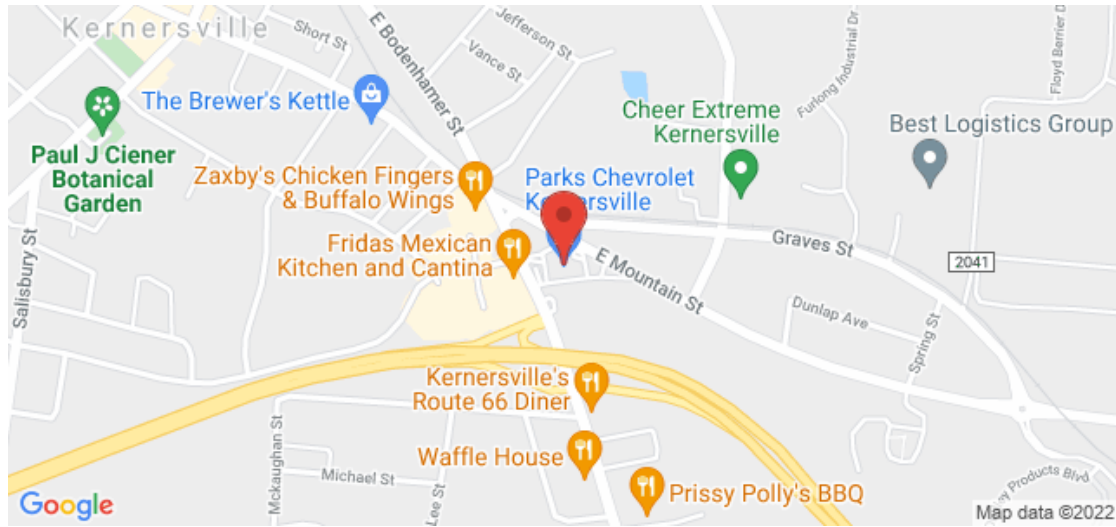 Kernersville
Short St
E Bodenhamer St
Jefferson St
Vance St
Furlong Industrial Dr
Floyd Berrier D
The Brewer's Kettle
Cheer Extreme
Kernersville
Best Logistics Group
Paul J Ciener
Botanical
Garden
Zaxby's Chicken Fingers
& Buffalo Wings
Parks Chevrolet
Fridas Mexican
Kitchen and Cantina
Graves St
E Mountain St
2041
Salisbury St
Dunlap Ave
Spring St
Kernersville's
Route 66 Diner
Mckaughan St
Waffle House
Michael St
Lee St
Prissy Polly's BBQ
Products Blvd
Google
Map data ©2022